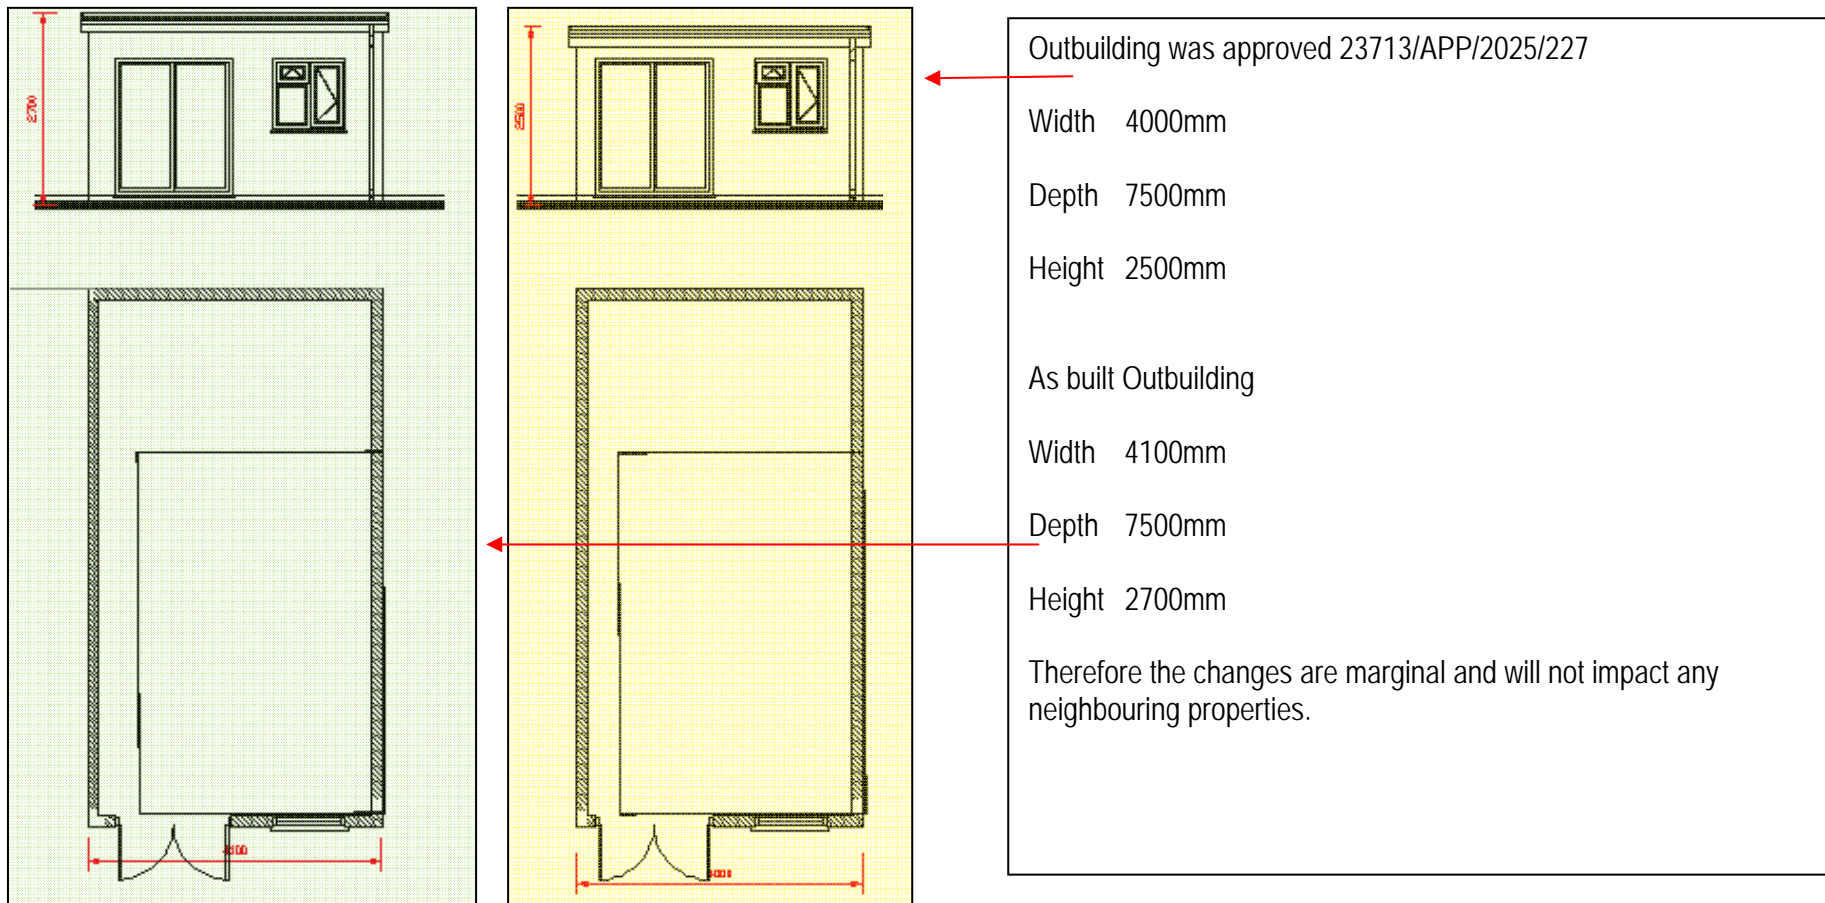 2700
2500
4100
Outbuilding was approved 23713/APP/2025/227
Width 4000mm
Depth 7500mm
Height 2500mm
As built Outbuilding
Width 4100mm
Depth 7500mm
Height 2700mm
Therefore the changes are marginal and will not impact any
neighbouring properties.